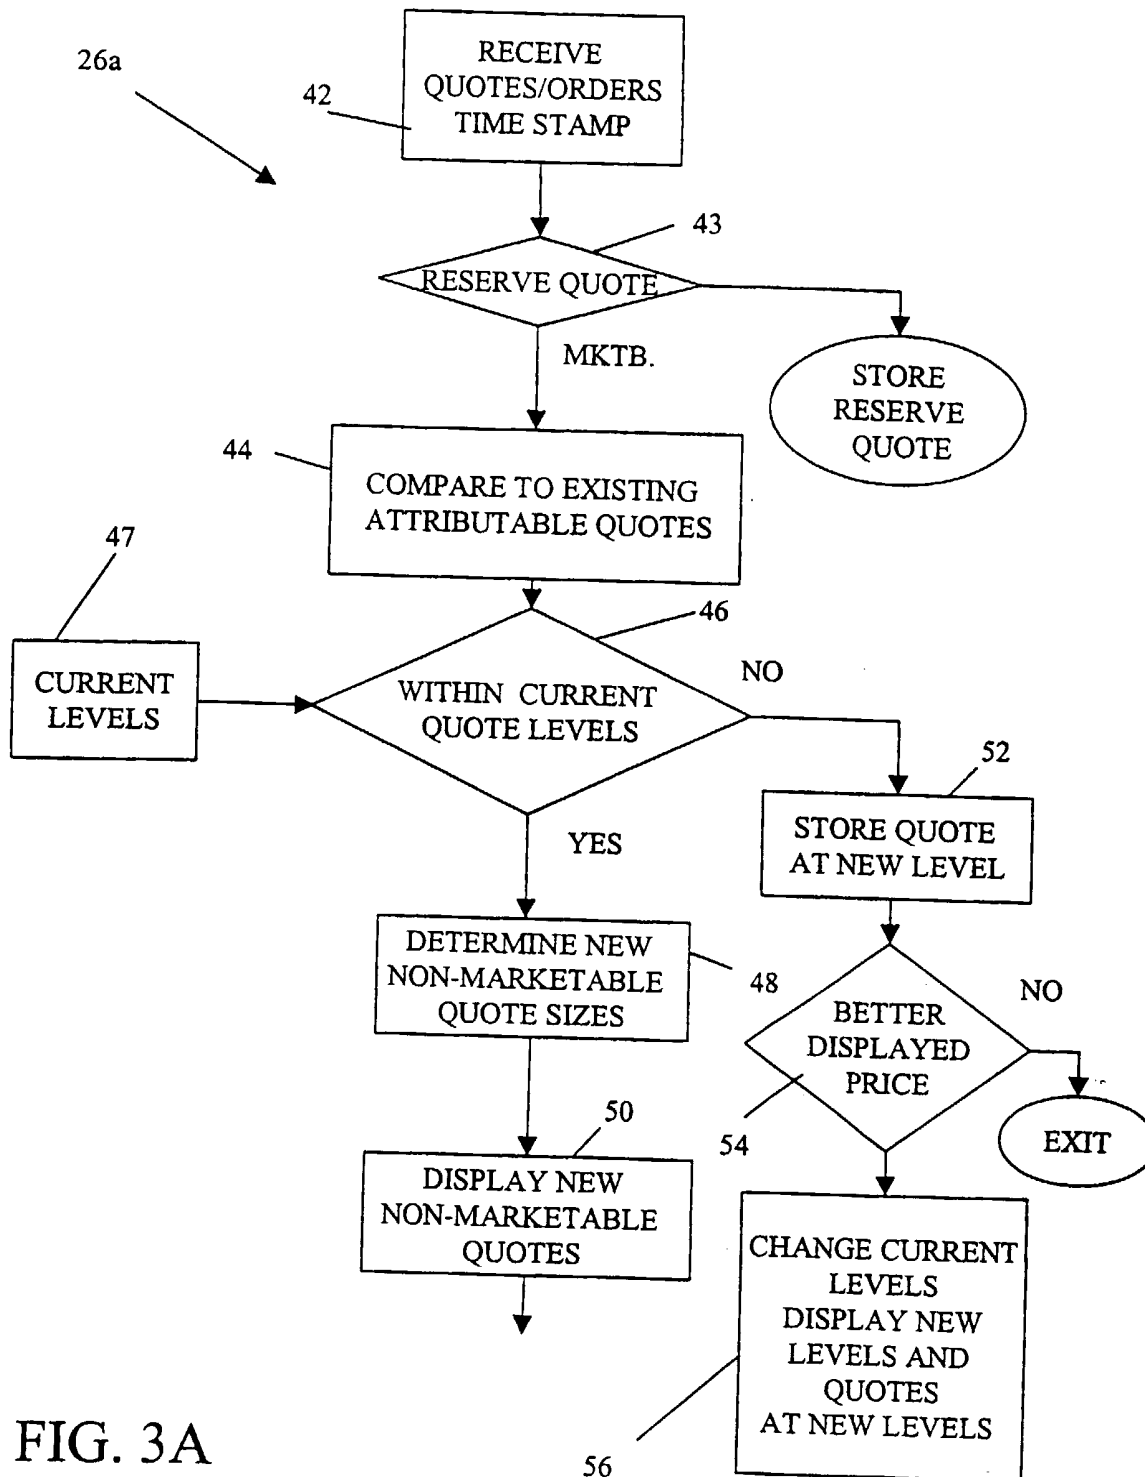 26a
RECEIVE
QUOTES/ORDERS
TIME STAMP
42
43
RESERVE QUOTE
MKTB.
STORE
RESERVE
QUOTE
44
COMPARE TO EXISTING
ATTRIBUTABLE QUOTES
47
CURRENT
LEVELS
46
WITHIN CURRENT
QUOTE LEVELS
NO
YES
52
STORE QUOTE
AT NEW LEVEL
DETERMINE NEW
NON-MARKETABLE
QUOTE SIZES
48
BETTER
DISPLAYED
PRICE
NO
54
EXIT
50
DISPLAY NEW
NON-MARKETABLE
QUOTES
CHANGE CURRENT
LEVELS
DISPLAY NEW
LEVELS AND
QUOTES
AT NEW LEVELS
56
FIG. 3A